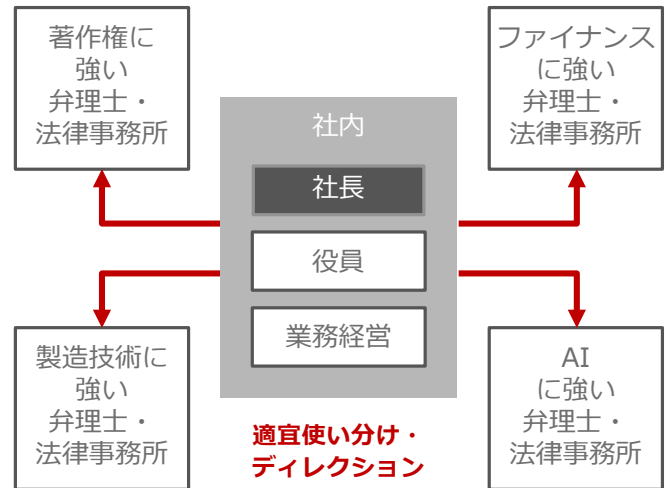 著作権に
強い
弁理士・
法律事務所
ファイナンス
に強い
弁理士・
法律事務所
社内
社長
役員
業務経営
製造技術に
強い
弁理士・
法律事務所
AI
に強い
弁理士・
法律事務所
適宜使い分け・
ディレクション